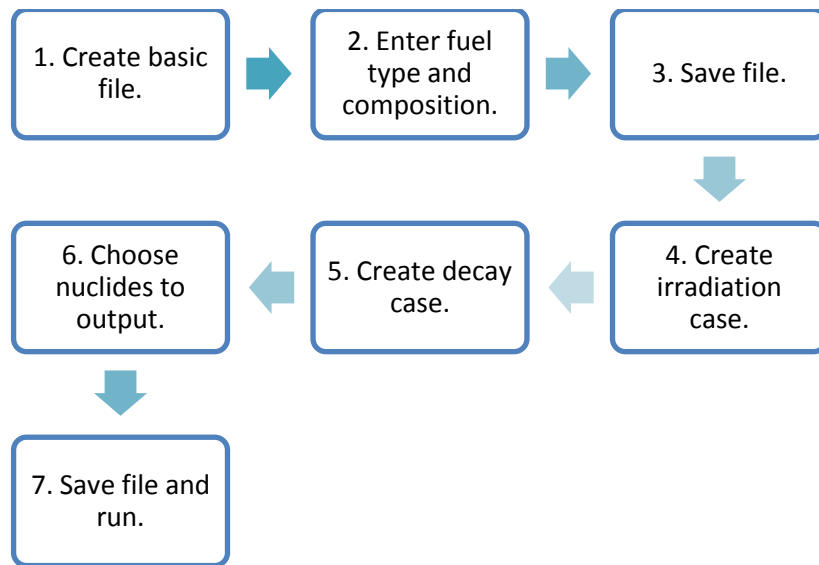 1. Create basic
file.
2. Enter fuel
type and
composition.
3. Save file.
4. Create
irradiation
case.
5. Create decay
case.
6. Choose
nuclides to
output.
7. Save file and
run.